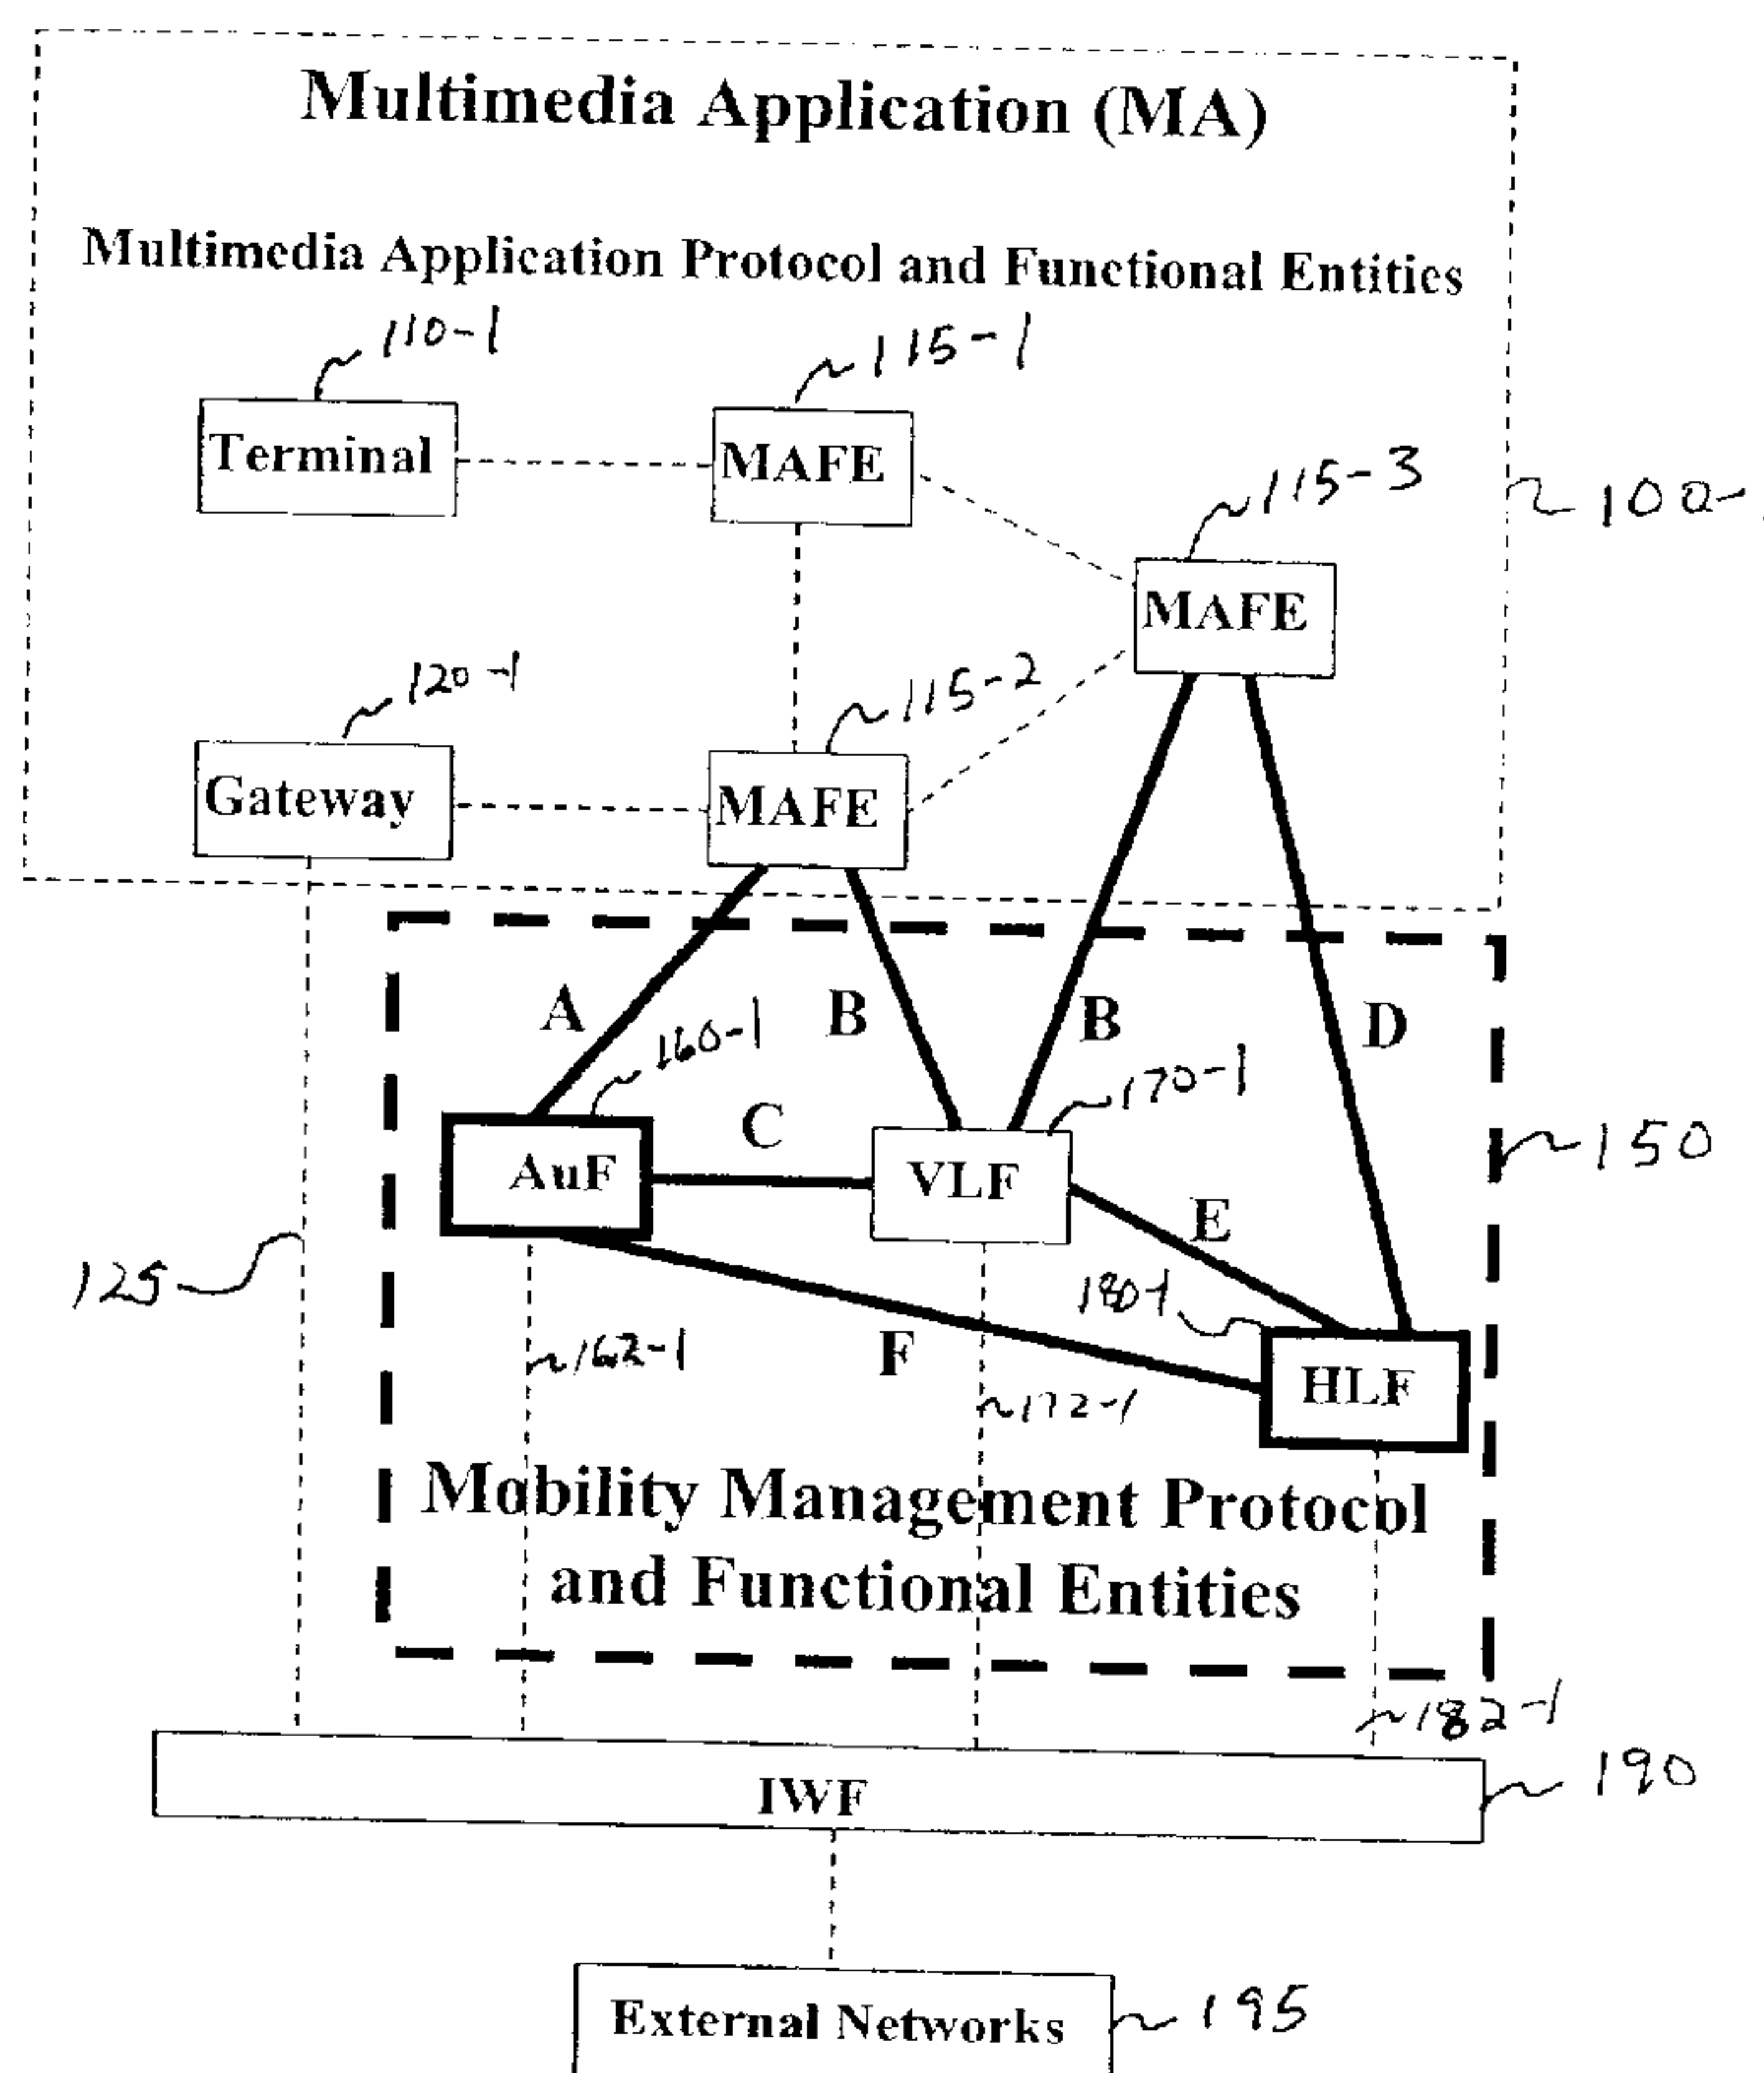 Multimedia Application (MA)
Multimedia Application Protocol and Functional Entities
110-1
115-1
Terminal
MAFE
115-3
100-
MAFE
120-1
115-2
Gateway
MAFE
A
B
B
D
160-1
170-1
C
150
AuF
VLF
E
125
180-1
162-1
F
HLF
172-1
Mobility Management Protocol
and Functional Entities
182-1
190
IWF
External Networks
195